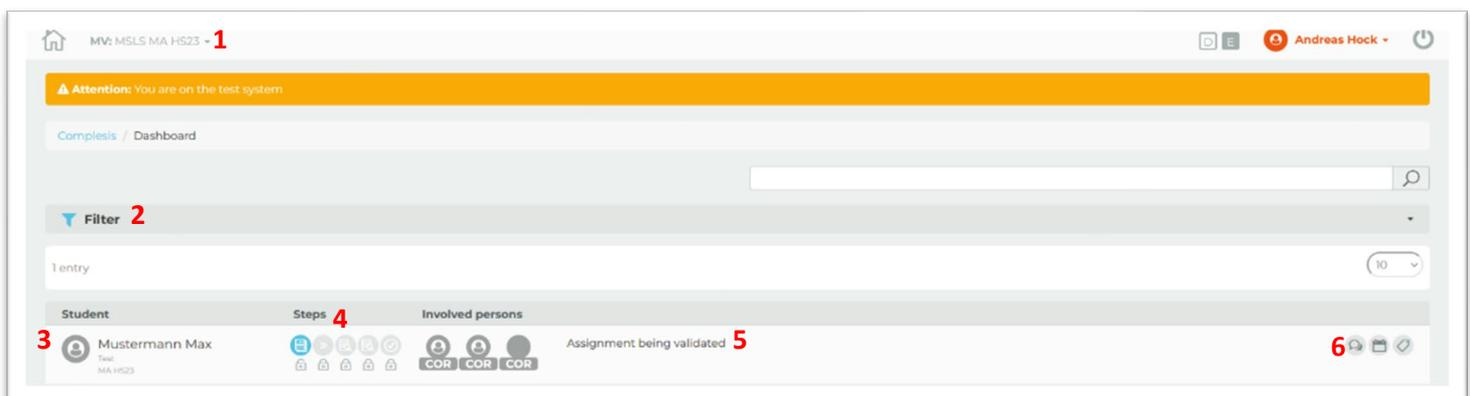 MV: MSLS MA HS23 1
D E Andreas Hock
Attention: You are on the test system
Complesis / Dashboard
Filter 2
1 entry
10
Student Steps 4 Involved persons
3 Mustermann Max Assignment being validated 5 6
Test
MA HS23
COR COR COR